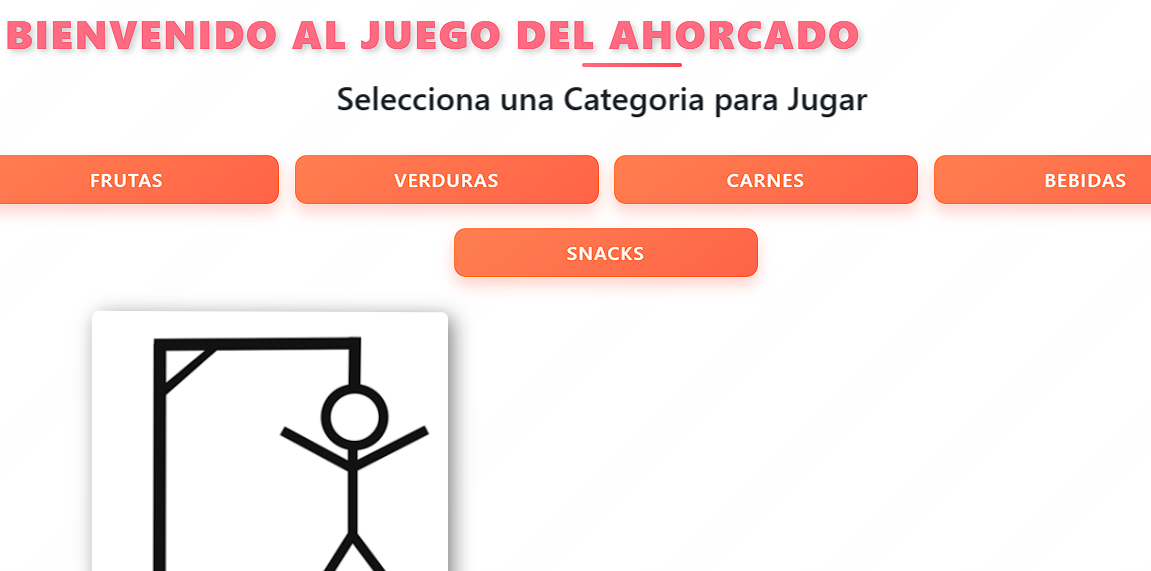 BIENVENIDO AL JUEGO DEL AHORCADO
Selecciona una Categoria para Jugar
FRUTAS
VERDURAS
CARNES
BEBIDAS
SNACKS